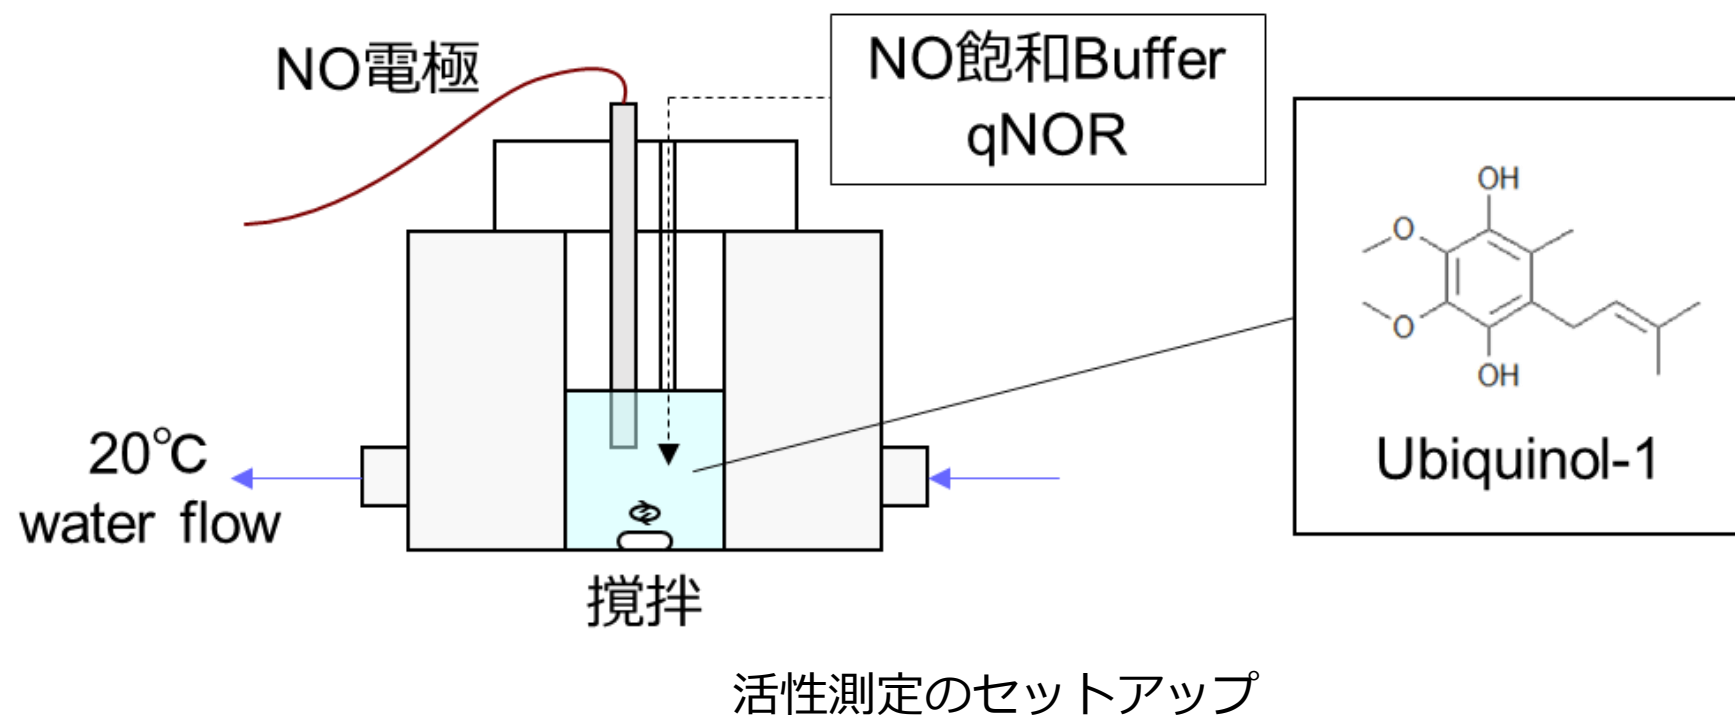 NO電極
NO飽和Buffer
qNOR
OH
O
O
OH
Ubiquinol-1
20℃
water flow
撹拌
活性測定のセットアップ